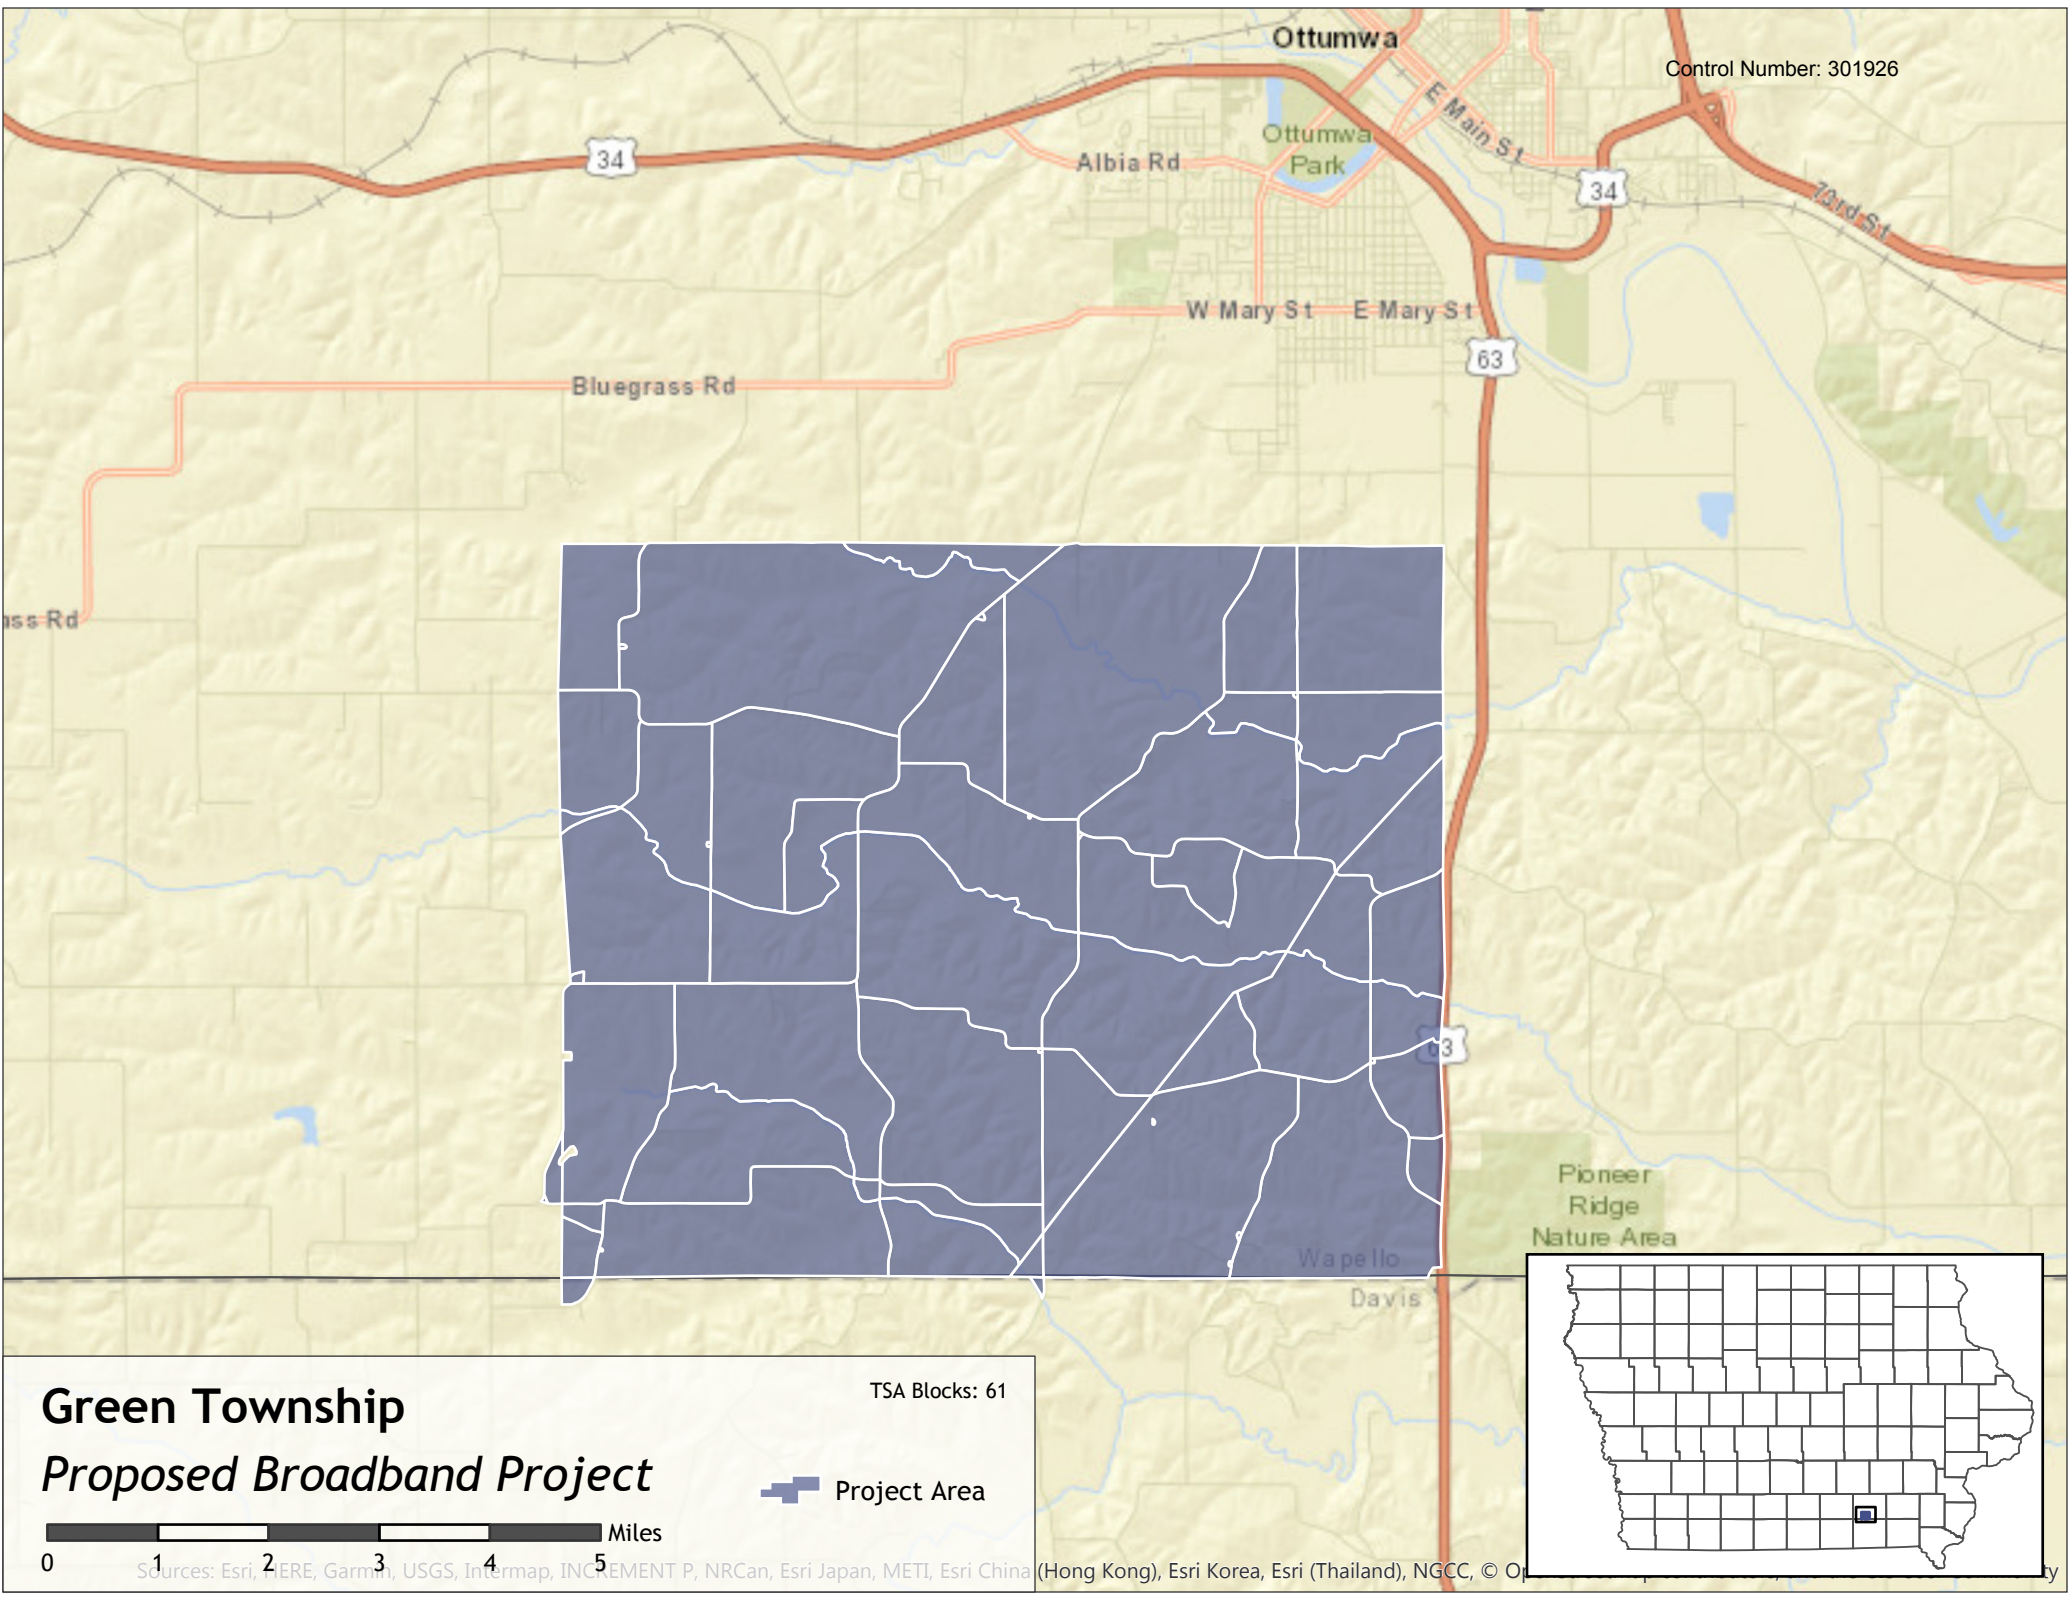 Ottumwa
Control Number: 301926
E Main St
Ottumwa
Park
34
Albia Rd
34
73rd St
W Mary St
E Mary St
63
Bluegrass Rd
ass Rd
63
Pioneer
Ridge
Nature Area
Wapello
Davis
Green Township
TSA Blocks: 61
Proposed Broadband Project
Project Area
Miles
0 1 2 3 4 5
Sources: Esri, HERE, Garmin, USGS, Intermap, INCREMENT P, NRCan, Esri Japan, METI, Esri China (Hong Kong), Esri Korea, Esri (Thailand), NGCC, © Op
ty